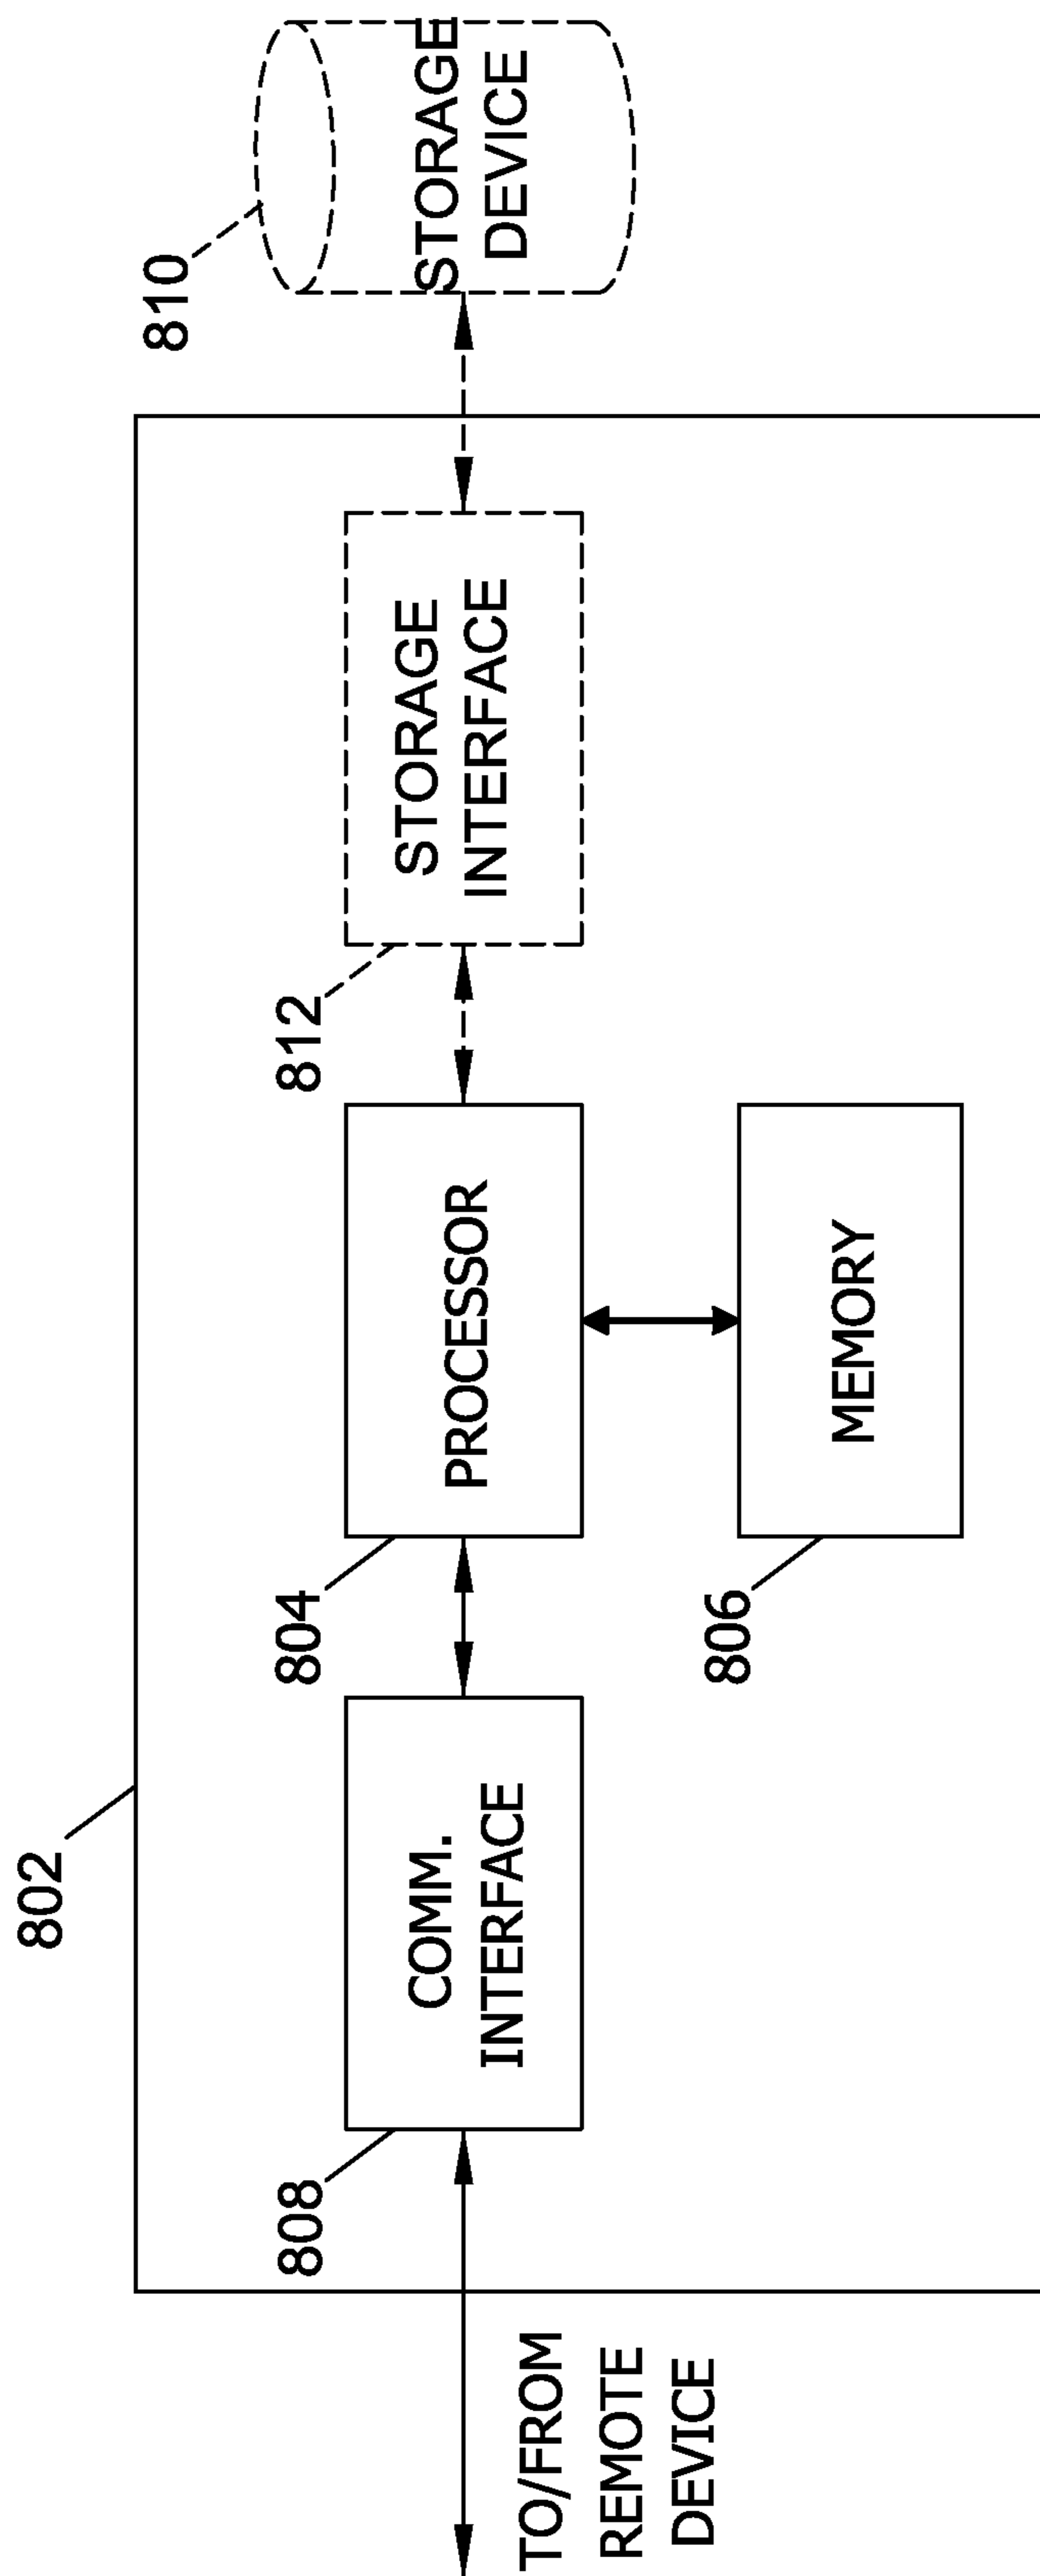 802
808
COMM.
INTERFACE
804
PROCESSOR
812
STORAGE
INTERFACE
810
STORAGE
DEVICE
806
MEMORY
TO/FROM
REMOTE
DEVICE